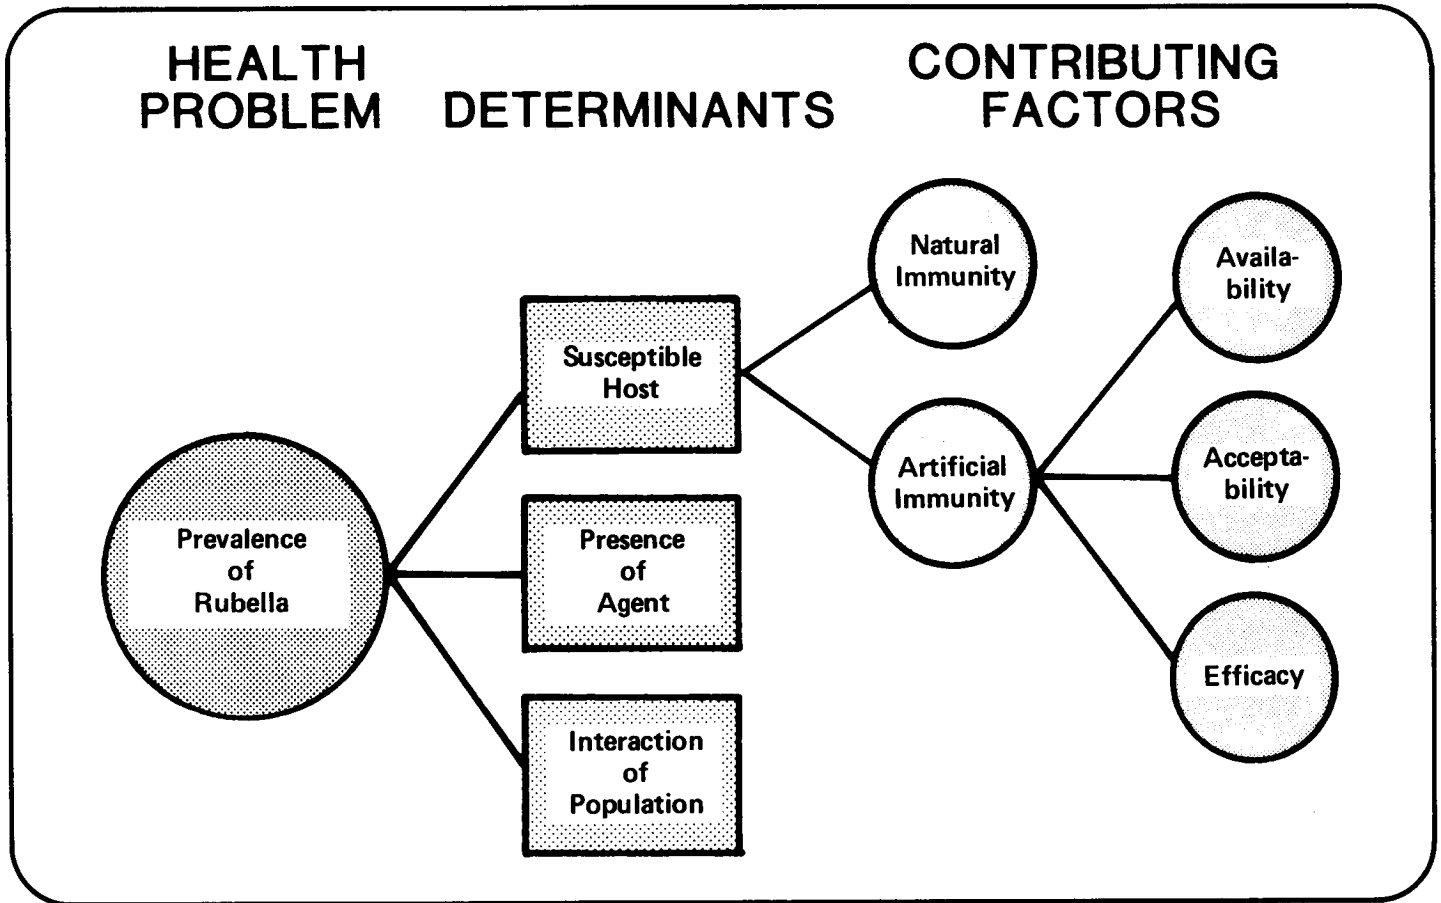 HEALTH
PROBLEM
DETERMINANTS
CONTRIBUTING
FACTORS
Prevalence
of
Rubella
Susceptible
Host
Presence
of
Agent
Interaction
of
Population
Natural
Immunity
Artificial
Immunity
Availa-
bility
Accepta-
bility
Efficacy